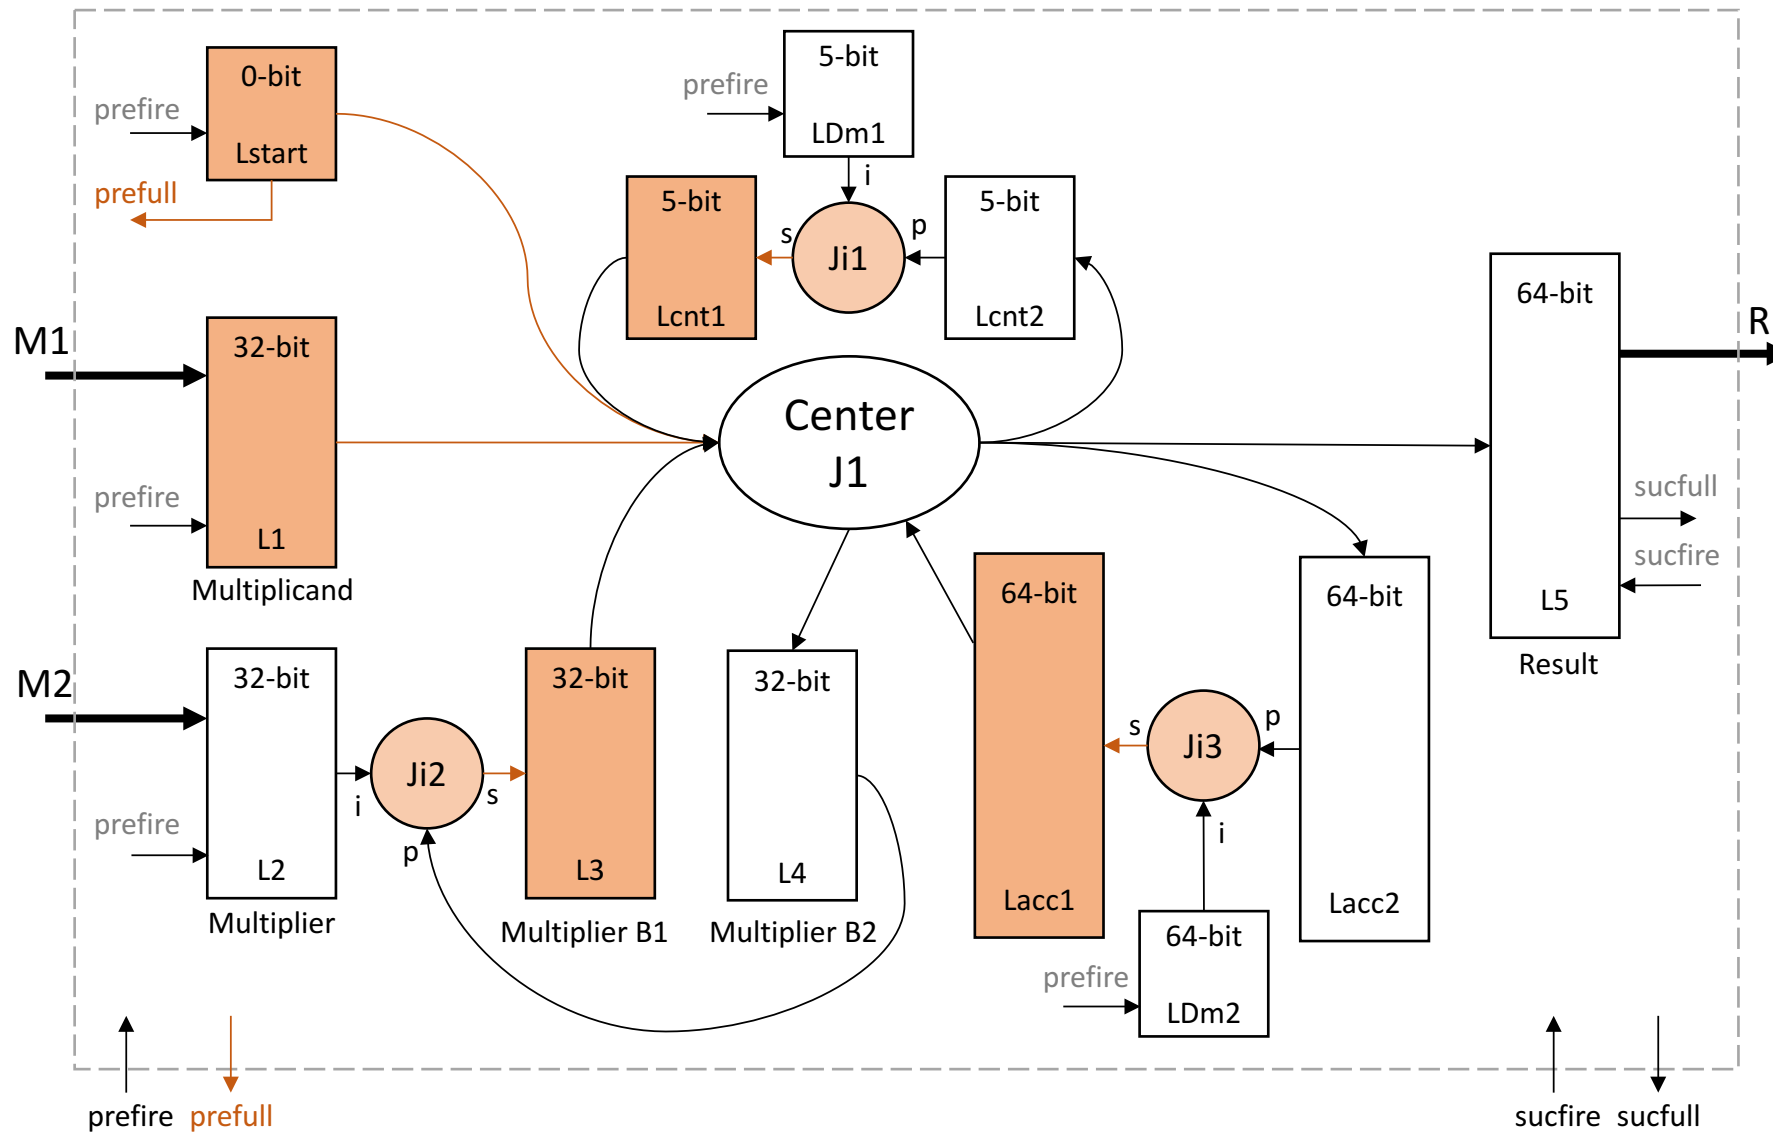 0-bit
Lstart
prefire
prefull
5-bit
LDm1
prefire
i
5-bit
Lcnt1
s
Ji1
p
5-bit
Lcnt2
M1
32-bit
L1
prefire
Multiplicand
Center
J1
64-bit
L5
R
sucfull
sucfire
Result
M2
32-bit
L2
prefire
Multiplier
i
Ji2
s
p
32-bit
L3
Multiplier B1
32-bit
L4
Multiplier B2
64-bit
Lacc1
s
Ji3
p
i
64-bit
Lacc2
64-bit
LDm2
prefire
prefire
prefull
sucfire
sucfull